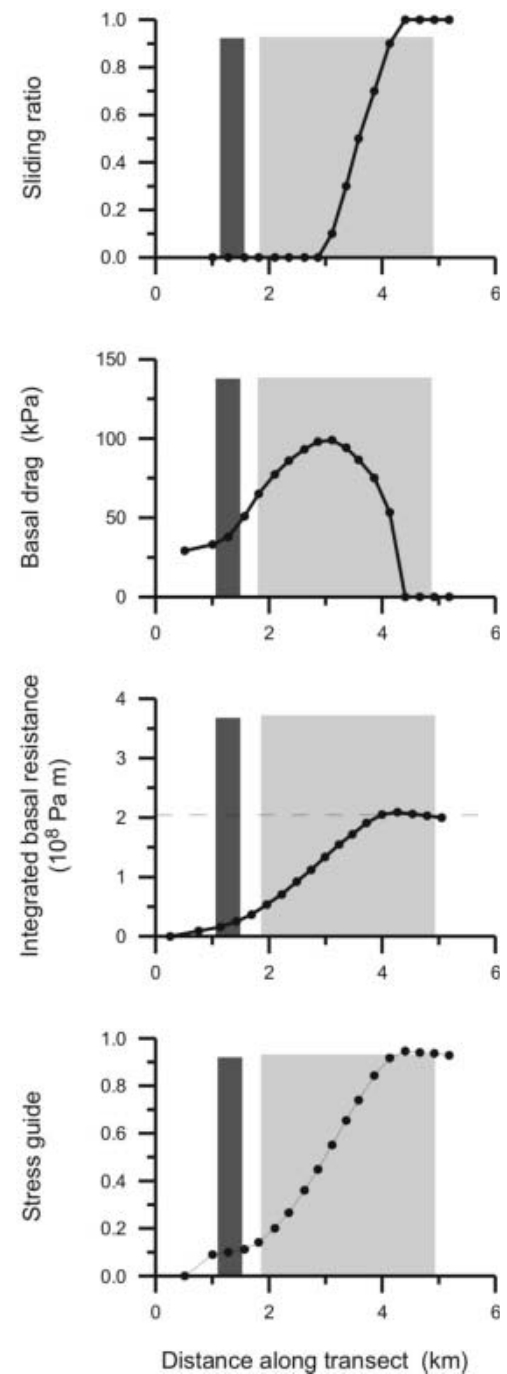 1.0
0.8
0.6
0.4
0.2
0.0
Sliding ratio
0 2 4 6
150
100
50
0
Basal drag (kPa)
0 2 4 6
4
3
2
1
0
Integrated basal resistance
(10⁸ Pa m)
0 2 4 6
1.0
0.8
0.6
0.4
0.2
0.0
Stress guide
0 2 4 6
Distance along transect (km)